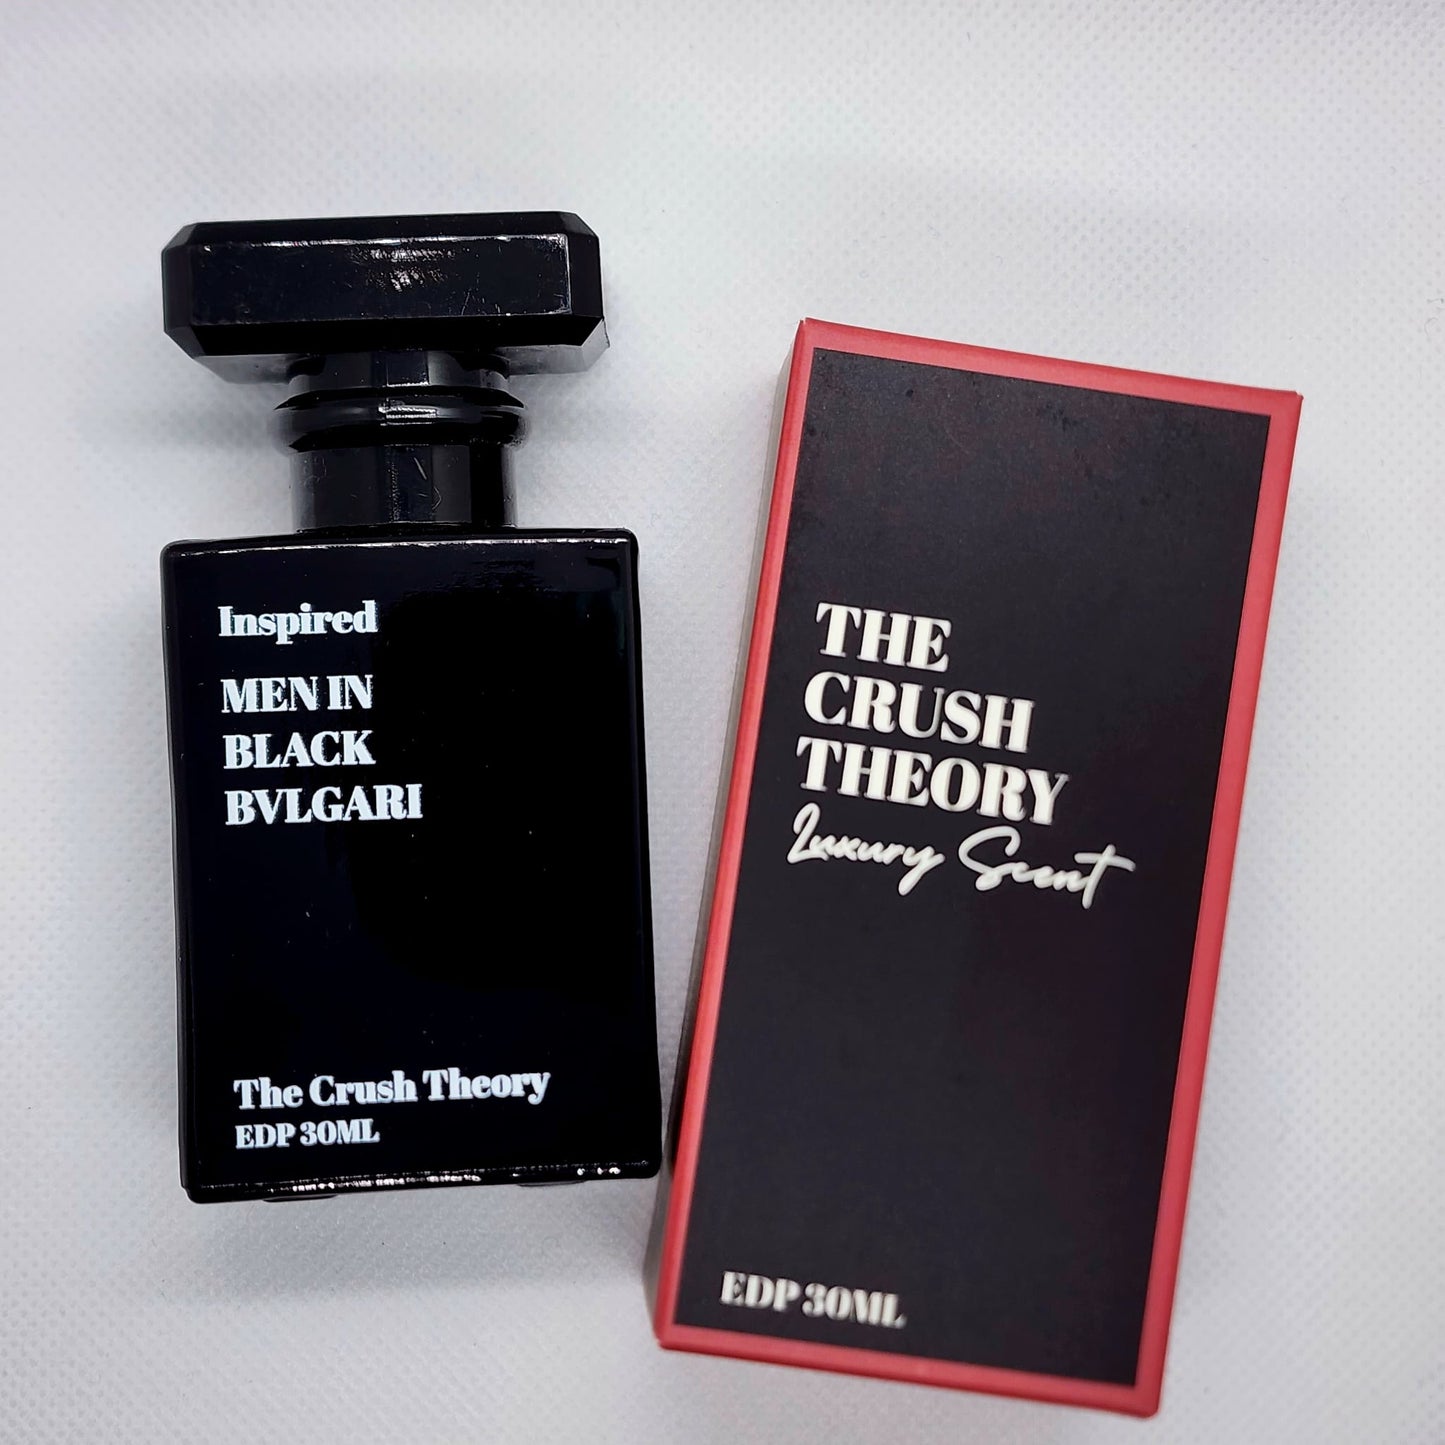 Inspired
MEN IN
BLACK
BVLGARI
The Crush Theory
EDP 30ML
THE
CRUSH
THEORY
Luxury Scent
EDP 30ML